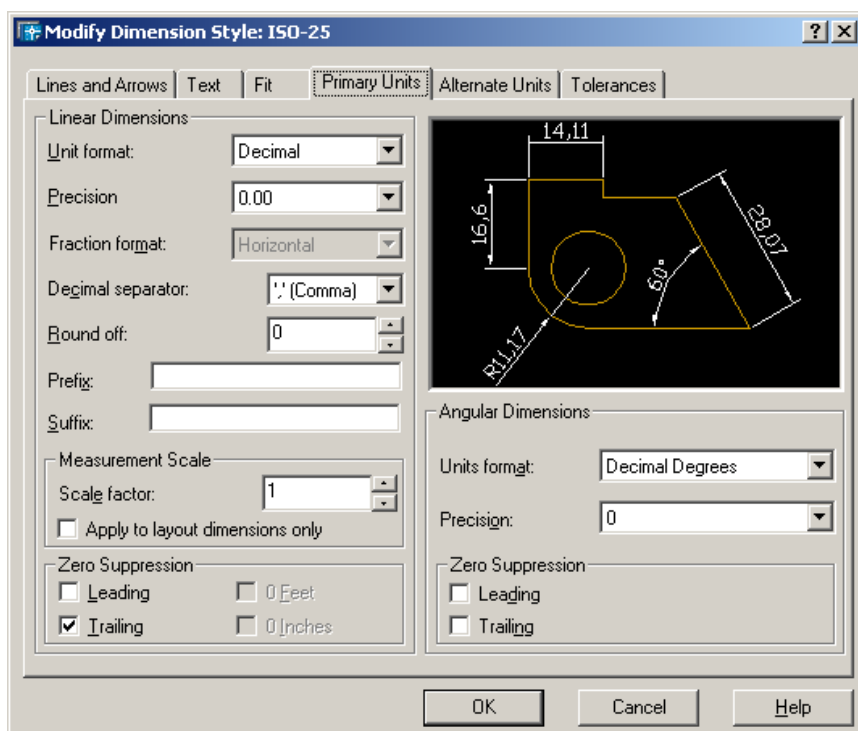 Modify Dimension Style: ISO-25
Lines and Arrows Text Fit Primary Units Alternate Units Tolerances
Linear Dimensions
Unit format: Decimal
Precision 0.00
Fraction format: Horizontal
Decimal separator: ',' (Comma)
Round off: 0
Prefix:
Suffix:
Measurement Scale
Scale factor: 1
Apply to layout dimensions only
Zero Suppression
Leading 0 Feet
Trailing 0 Inches
14,11
16,6
28,07
60°
R11,17
Angular Dimensions
Units format: Decimal Degrees
Precision: 0
Zero Suppression
Leading
Trailing
OK Cancel Help